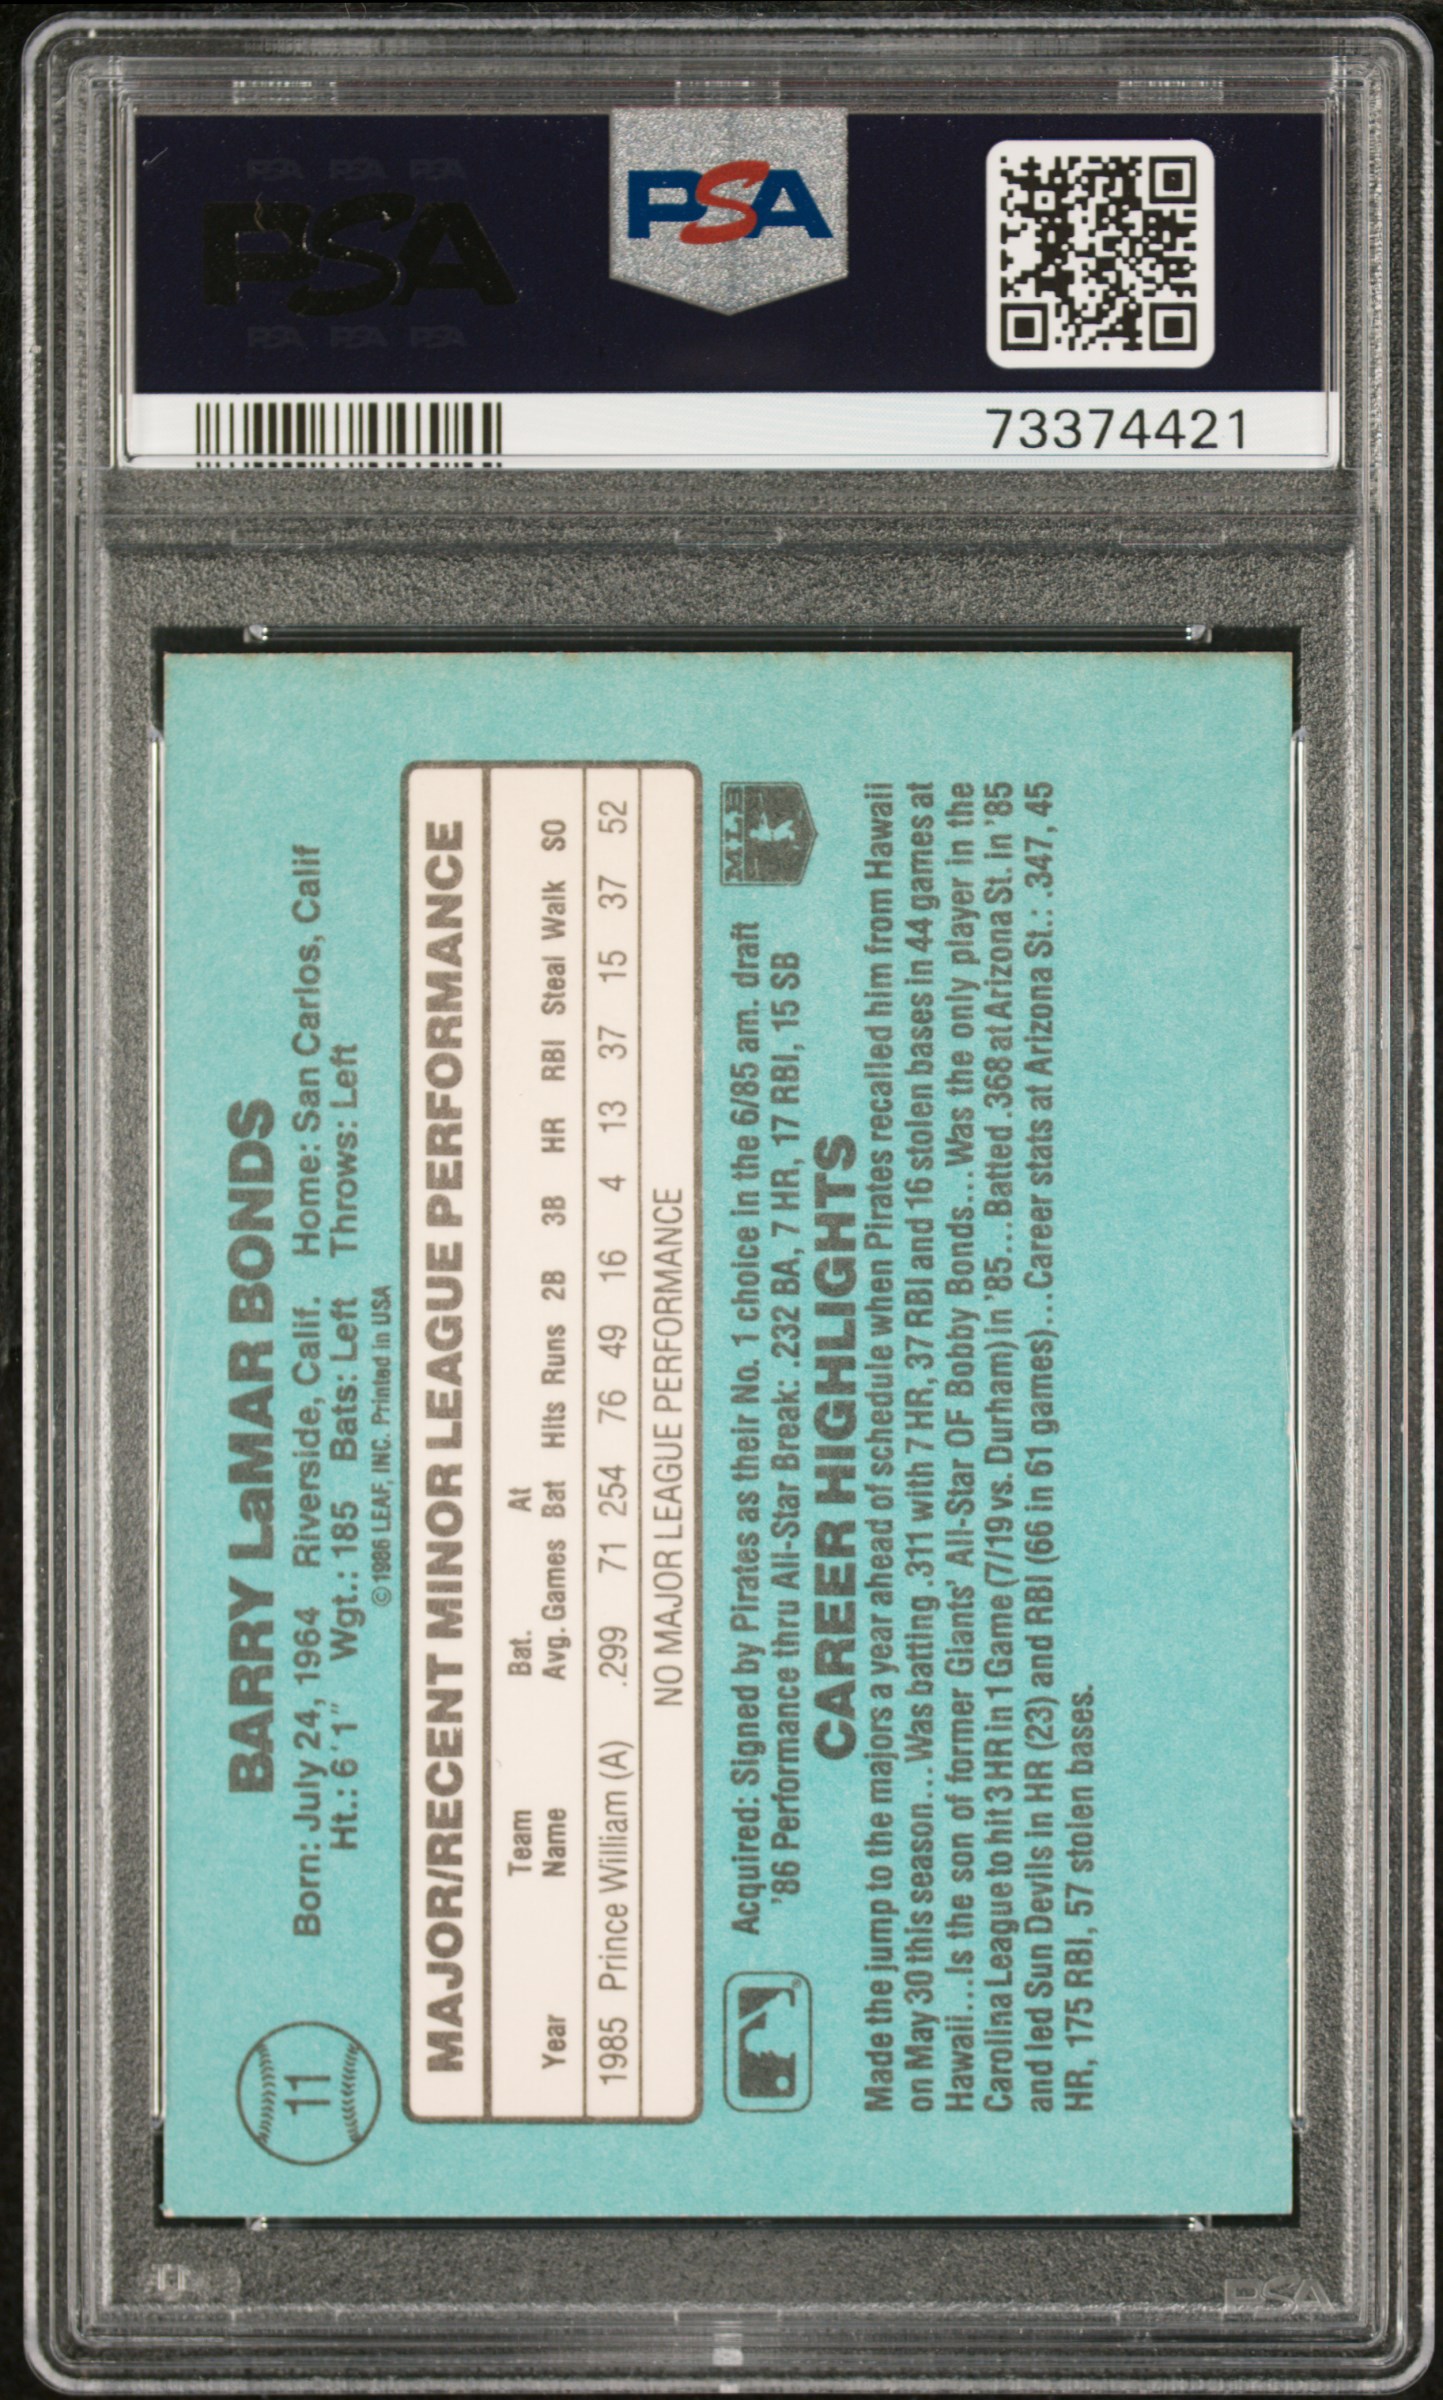 PSA PSA PSA
PSA
PSA PSA PSA
PSA
73374421
11
BARRY LaMAR BONDS
Born: July 24, 1964 Riverside, Calif. Home: San Carlos, Calif
Ht.: 6'1" Wgt.: 185 Bats: Left Throws: Left
© 1986 LEAF, INC. Printed in USA
MAJOR/RECENT MINOR LEAGUE PERFORMANCE
Team Bat. At
Year Name Avg. Games Bat Hits Runs 2B 3B HR RBI Steal Walk SO
1985 Prince William (A) .299 71 254 76 49 16 4 13 37 15 37 52
NO MAJOR LEAGUE PERFORMANCE
Acquired: Signed by Pirates as their No. 1 choice in the 6/85 am. draft
'86 Performance thru All-Star Break: .232 BA, 7 HR, 17 RBI, 15 SB
MLB
CAREER HIGHLIGHTS
Made the jump to the majors a year ahead of schedule when Pirates recalled him from Hawaii
on May 30 this season...Was batting .311 with 7 HR, 37 RBI and 16 stolen bases in 44 games at
Hawaii...Is the son of former Giants' All-Star OF Bobby Bonds...Was the only player in the
Carolina League to hit 3 HR in 1 Game (7/19 vs. Durham) in '85...Batted .368 at Arizona St. in '85
and led Sun Devils in HR (23) and RBI (66 in 61 games)...Career stats at Arizona St.: .347, 45
HR, 175 RBI, 57 stolen bases.
PSA